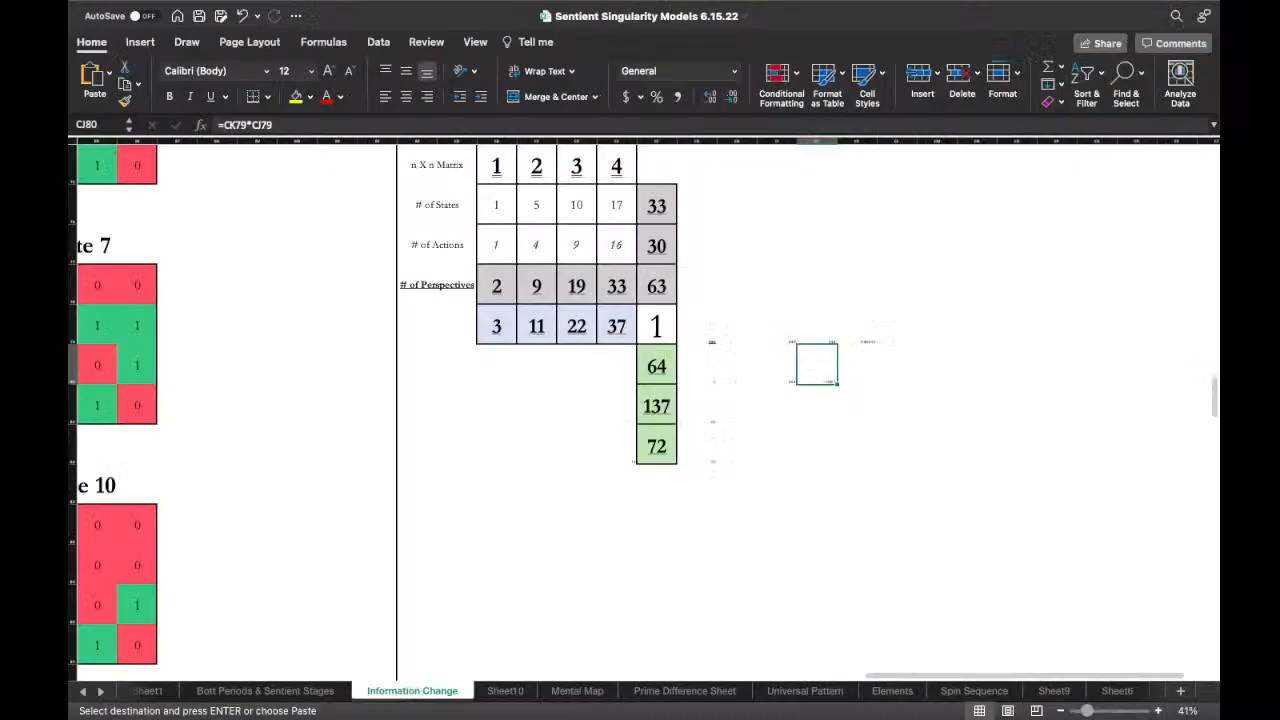 AutoSave OFF
Sentient Singularity Models 6.15.22
Home Insert Draw Page Layout Formulas Data Review View Tell me
Share Comments
Paste
Calibri (Body) 12
B I U
Wrap Text
Merge & Center
General
$ %
Conditional Formatting
Format as Table
Cell Styles
Insert
Delete
Format
Sort & Filter
Find & Select
Analyze Data
CJ80 fx =CK79*CJ79
1 0
te 7
0 0
1 1
0 1
1 0
e 10
0 0
0 0
0 1
1 0
n X n Matrix 1 2 3 4
# of States 1 5 10 17 33
# of Actions 1 4 9 16 30
# of Perspectives 2 9 19 33 63
3 11 22 37 1
64
137
72
Sheet1 Bott Periods & Sentient Stages Information Change Sheet10 Mental Map Prime Difference Sheet Universal Pattern Elements Spin Sequence Sheet9 Sheet6 +
Select destination and press ENTER or choose Paste
41%